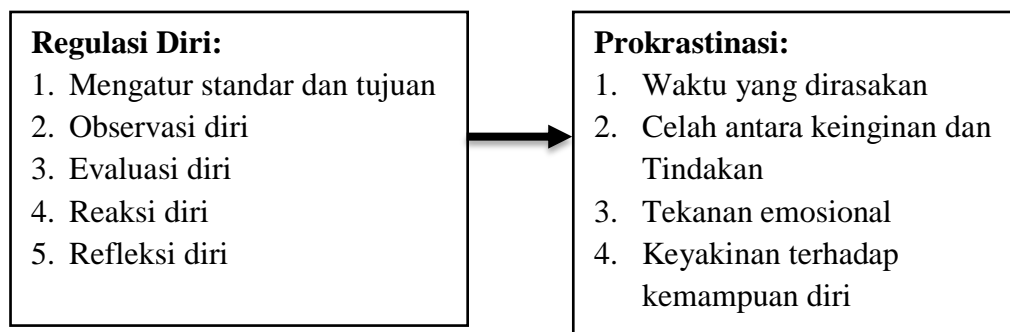 Regulasi Diri:
1. Mengatur standar dan tujuan
2. Observasi diri
3. Evaluasi diri
4. Reaksi diri
5. Refleksi diri
Prokrastinasi:
1. Waktu yang dirasakan
2. Celah antara keinginan dan
Tindakan
3. Tekanan emosional
4. Keyakinan terhadap
kemampuan diri